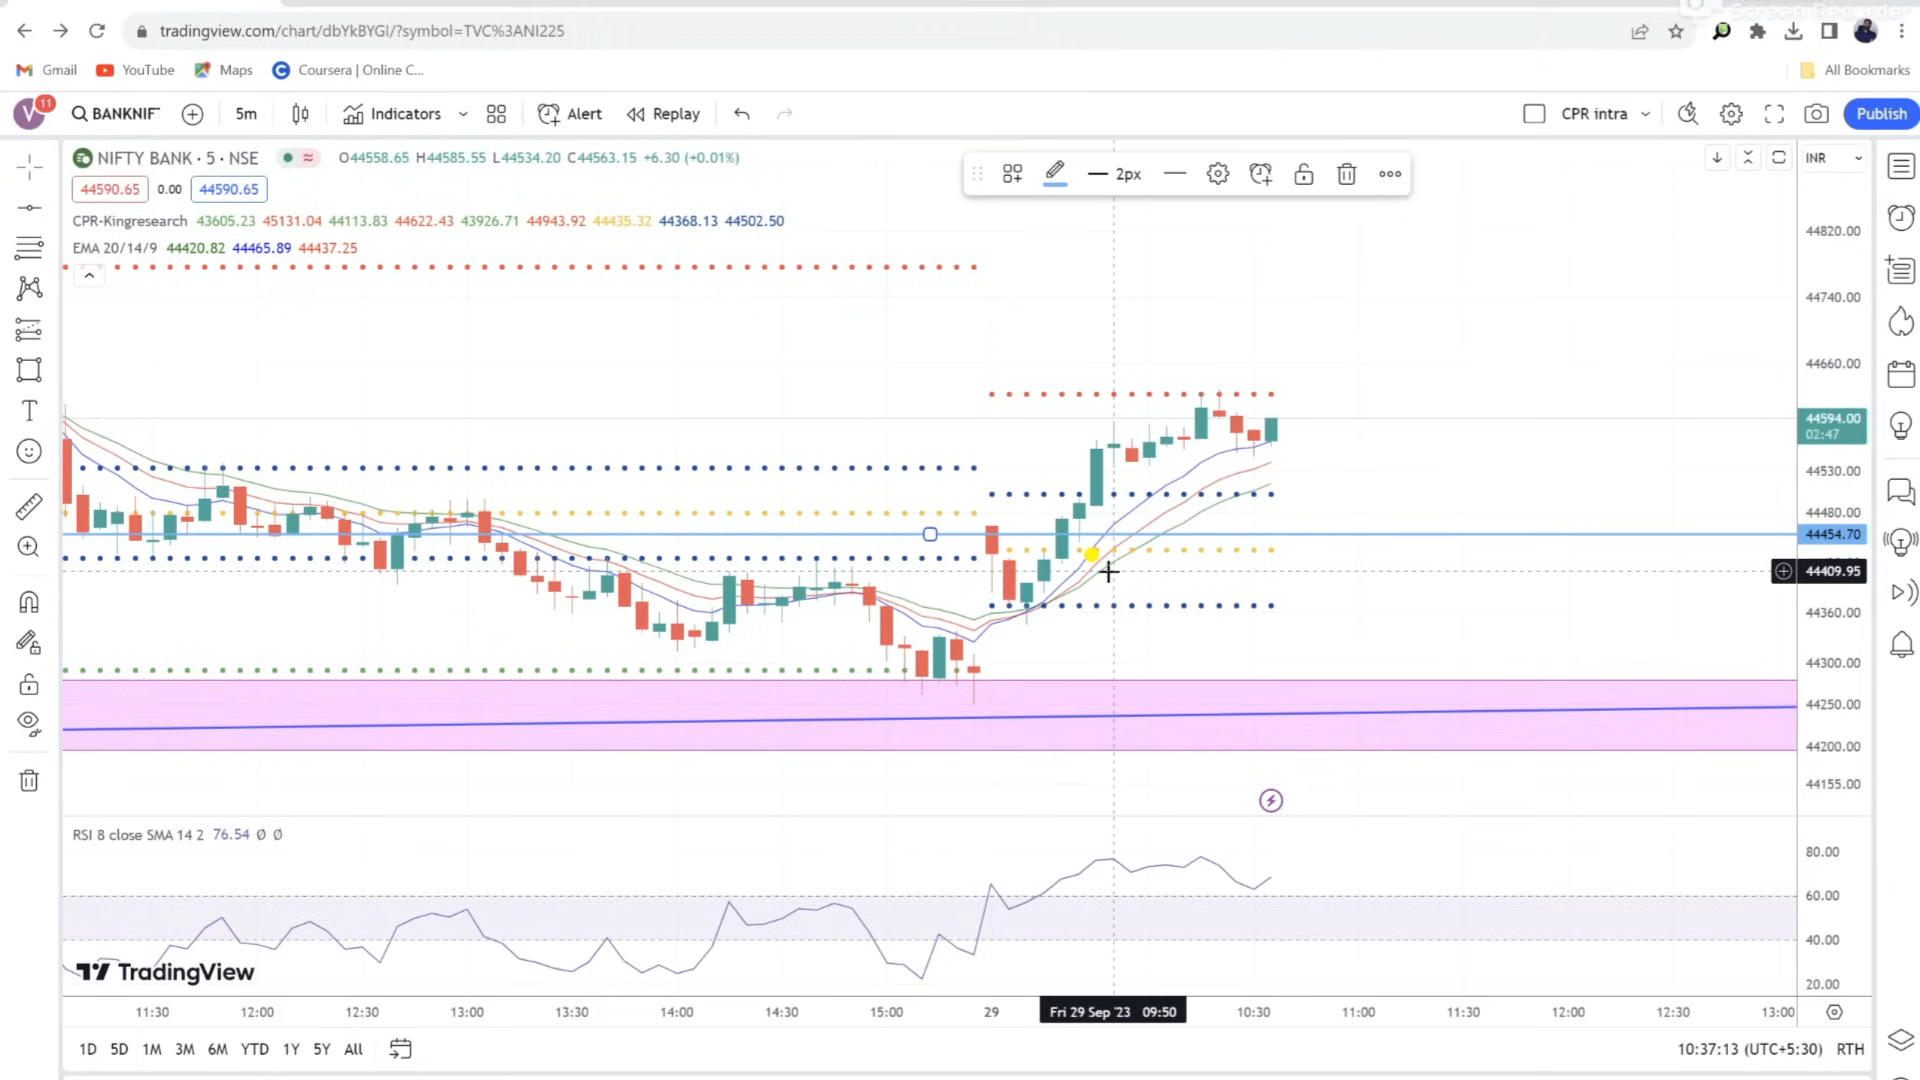 tradingview.com/chart/dbYkBYGI/?symbol=TVC%3ANI225
Gmail YouTube Maps Coursera | Online C... All Bookmarks
V 11 BANKNIF 5m Indicators Alert Replay CPR intra Publish
NIFTY BANK · 5 · NSE O44558.65 H44585.55 L44534.20 C44563.15 +6.30 (+0.01%)
2px
INR
44590.65 0.00 44590.65
CPR-Kingresearch 43605.23 45131.04 44113.83 44622.43 43926.71 44943.92 44435.32 44368.13 44502.50
EMA 20/14/9 44420.82 44465.89 44437.25
44820.00
44740.00
44660.00
44594.00
02:47
44530.00
44480.00
44454.70
44409.95
44360.00
44300.00
44250.00
44200.00
44155.00
RSI 8 close SMA 14 2 76.54 Ø Ø
80.00
60.00
40.00
20.00
TradingView
11:30 12:00 12:30 13:00 13:30 14:00 14:30 15:00 29 Fri 29 Sep '23 09:50 10:30 11:00 11:30 12:00 12:30 13:00
1D 5D 1M 3M 6M YTD 1Y 5Y All 10:37:13 (UTC+5:30) RTH